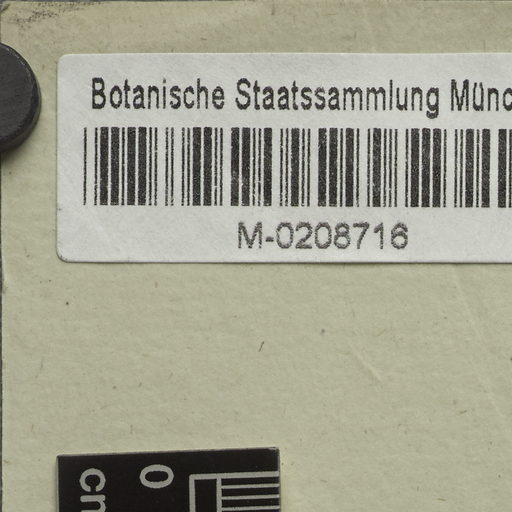 Botanische Staatssammlung Münc
M-0208716
0
cm